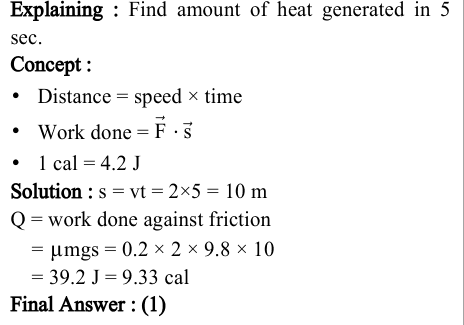 Explaining : Find amount of heat generated in 5
sec.
Concept :
• Distance = speed × time
• Work done = F⃗ · s⃗
• 1 cal = 4.2 J
Solution : s = vt = 2×5 = 10 m
Q = work done against friction
= μmgs = 0.2 × 2 × 9.8 × 10
= 39.2 J = 9.33 cal
Final Answer : (1)